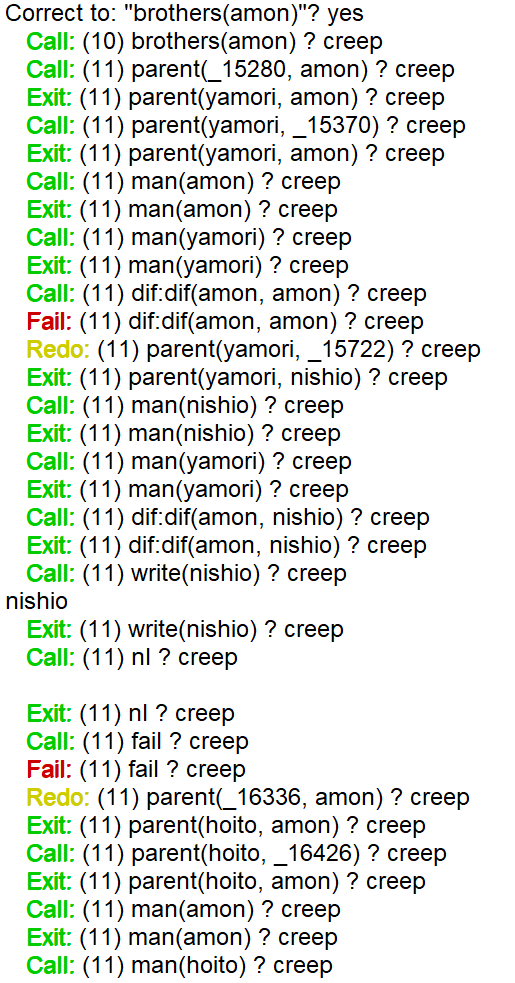 Correct to: "brothers(amon)"? yes
Call: (10) brothers(amon) ? creep
Call: (11) parent(_15280, amon) ? creep
Exit: (11) parent(yamori, amon) ? creep
Call: (11) parent(yamori, _15370) ? creep
Exit: (11) parent(yamori, amon) ? creep
Call: (11) man(amon) ? creep
Exit: (11) man(amon) ? creep
Call: (11) man(yamori) ? creep
Exit: (11) man(yamori) ? creep
Call: (11) dif:dif(amon, amon) ? creep
Fail: (11) dif:dif(amon, amon) ? creep
Redo: (11) parent(yamori, _15722) ? creep
Exit: (11) parent(yamori, nishio) ? creep
Call: (11) man(nishio) ? creep
Exit: (11) man(nishio) ? creep
Call: (11) man(yamori) ? creep
Exit: (11) man(yamori) ? creep
Call: (11) dif:dif(amon, nishio) ? creep
Exit: (11) dif:dif(amon, nishio) ? creep
Call: (11) write(nishio) ? creep
nishio
Exit: (11) write(nishio) ? creep
Call: (11) nl ? creep
Exit: (11) nl ? creep
Call: (11) fail ? creep
Fail: (11) fail ? creep
Redo: (11) parent(_16336, amon) ? creep
Exit: (11) parent(hoito, amon) ? creep
Call: (11) parent(hoito, _16426) ? creep
Exit: (11) parent(hoito, amon) ? creep
Call: (11) man(amon) ? creep
Exit: (11) man(amon) ? creep
Call: (11) man(hoito) ? creep